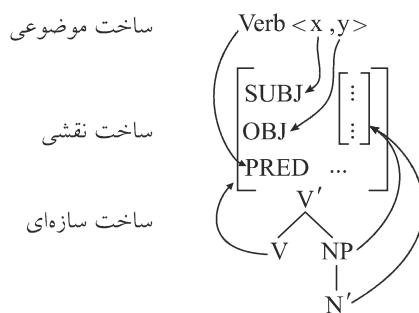 ساخت موضوعی Verb <x ,y>
SUBJ ⋮
ساخت نقشی OBJ ⋮
PRED ...
V′
ساخت سازه‌ای V NP
N′